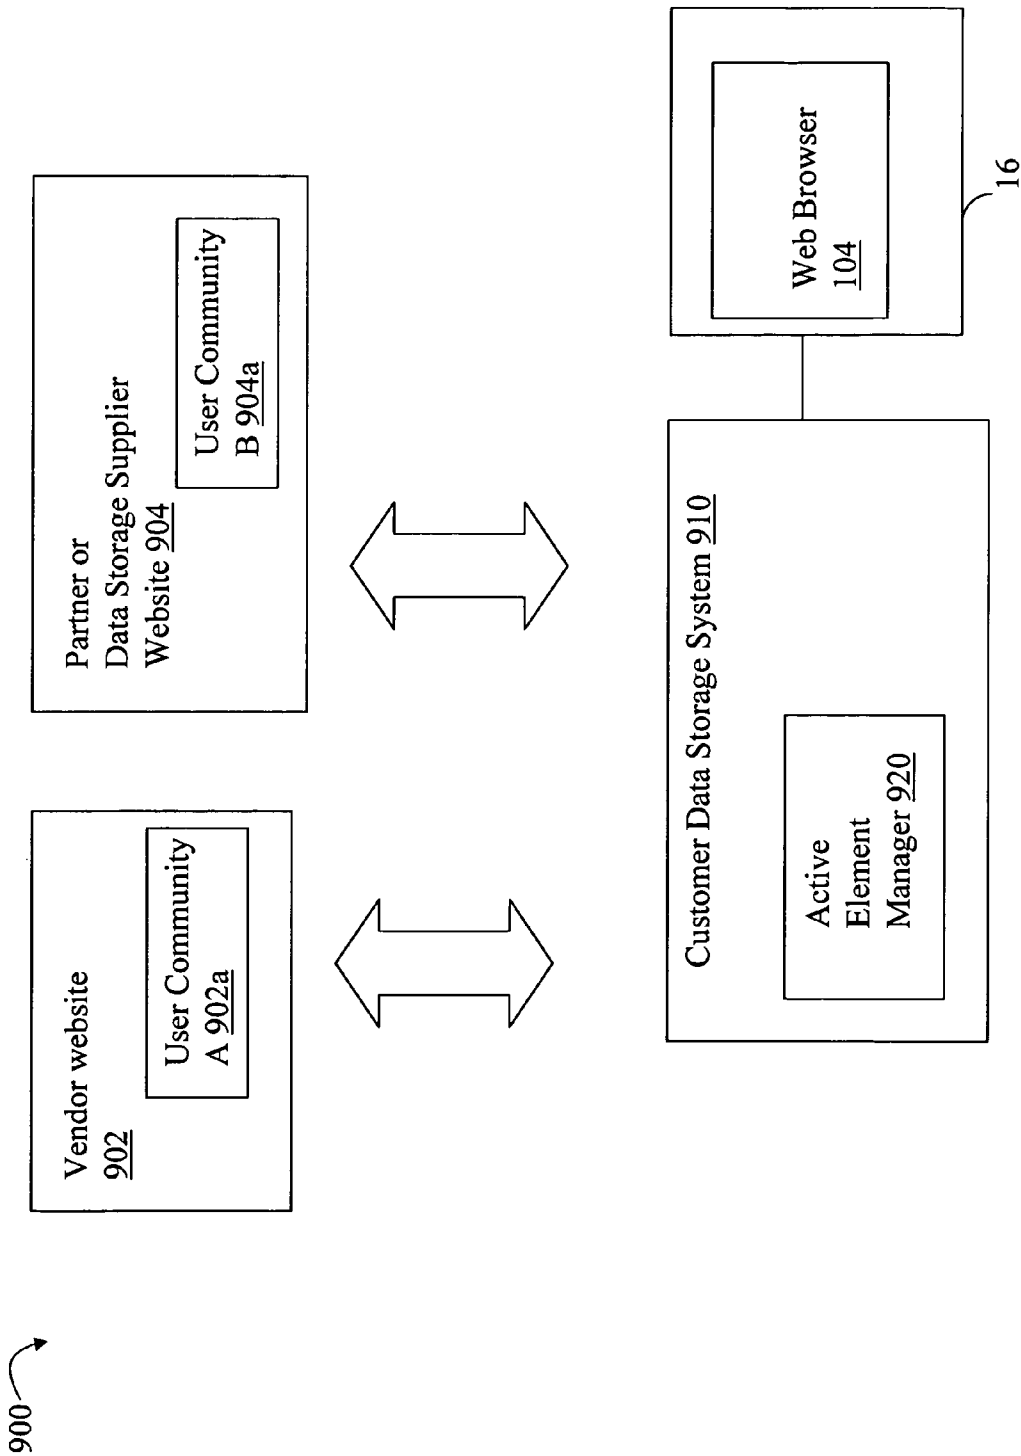 900
Vendor website
902
User Community
A 902a
Partner or
Data Storage Supplier
Website 904
User Community
B 904a
Customer Data Storage System 910
Active
Element
Manager 920
Web Browser
104
16